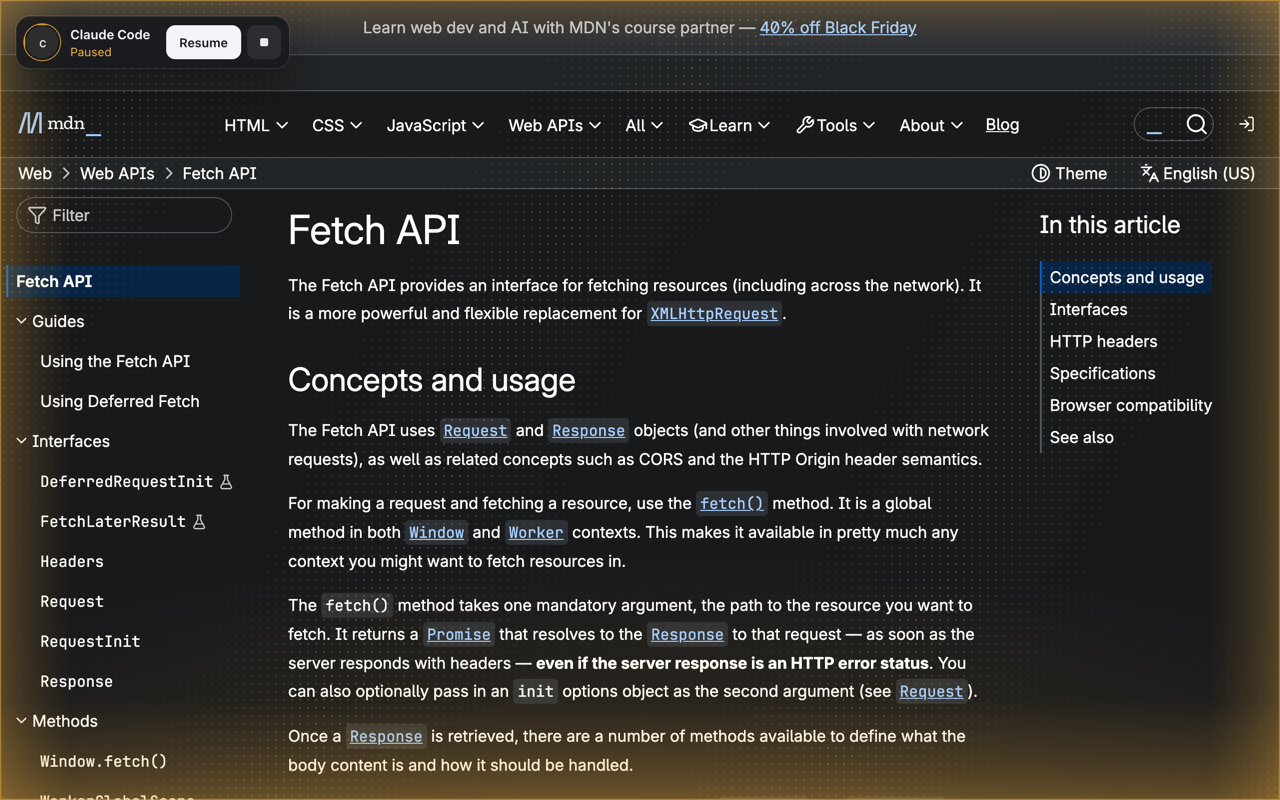 Claude Code
Paused
Resume
C
Learn web dev and AI with MDN's course partner — 40% off Black Friday
mdn_
HTML
CSS
JavaScript
Web APIs
All
Learn
Tools
About
Blog
Web
Web APIs
Fetch API
Theme
English (US)
Filter
Fetch API
Guides
Using the Fetch API
Using Deferred Fetch
Interfaces
DeferredRequestInit
FetchLaterResult
Headers
Request
RequestInit
Response
Methods
Window.fetch()
Fetch API
The Fetch API provides an interface for fetching resources (including across the network). It
is a more powerful and flexible replacement for XMLHttpRequest.
Concepts and usage
The Fetch API uses Request and Response objects (and other things involved with network
requests), as well as related concepts such as CORS and the HTTP Origin header semantics.
For making a request and fetching a resource, use the fetch() method. It is a global
method in both Window and Worker contexts. This makes it available in pretty much any
context you might want to fetch resources in.
The fetch() method takes one mandatory argument, the path to the resource you want to
fetch. It returns a Promise that resolves to the Response to that request — as soon as the
server responds with headers — even if the server response is an HTTP error status. You
can also optionally pass in an init options object as the second argument (see Request).
Once a Response is retrieved, there are a number of methods available to define what the
body content is and how it should be handled.
In this article
Concepts and usage
Interfaces
HTTP headers
Specifications
Browser compatibility
See also